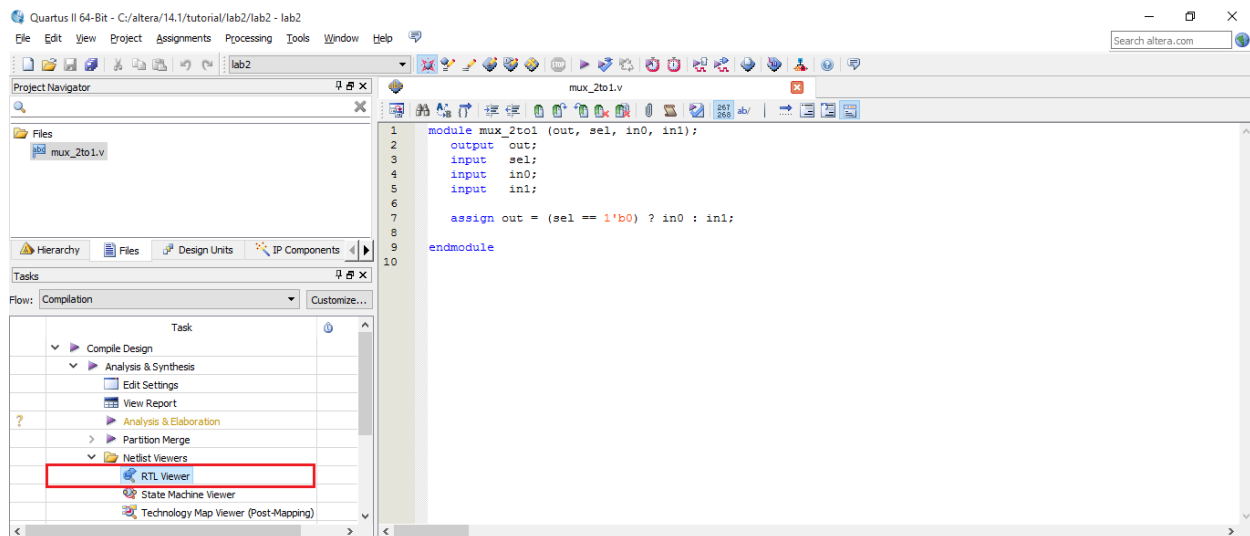 Quartus II 64-Bit - C:/altera/14.1/tutorial/lab2/lab2 - lab2
File Edit View Project Assignments Processing Tools Window Help
Search altera.com
lab2
Project Navigator
mux_2to1.v
Files
mux_2to1.v
267
268
ab/
1 module mux_2to1 (out, sel, in0, in1);
2 output out;
3 input sel;
4 input in0;
5 input in1;
6
7 assign out = (sel == 1'b0) ? in0 : in1;
8
9 endmodule
10
Hierarchy Files Design Units IP Components
Tasks
Flow: Compilation Customize...
Task
Compile Design
Analysis & Synthesis
Edit Settings
View Report
? Analysis & Elaboration
Partition Merge
Netlist Viewers
RTL Viewer
State Machine Viewer
Technology Map Viewer (Post-Mapping)